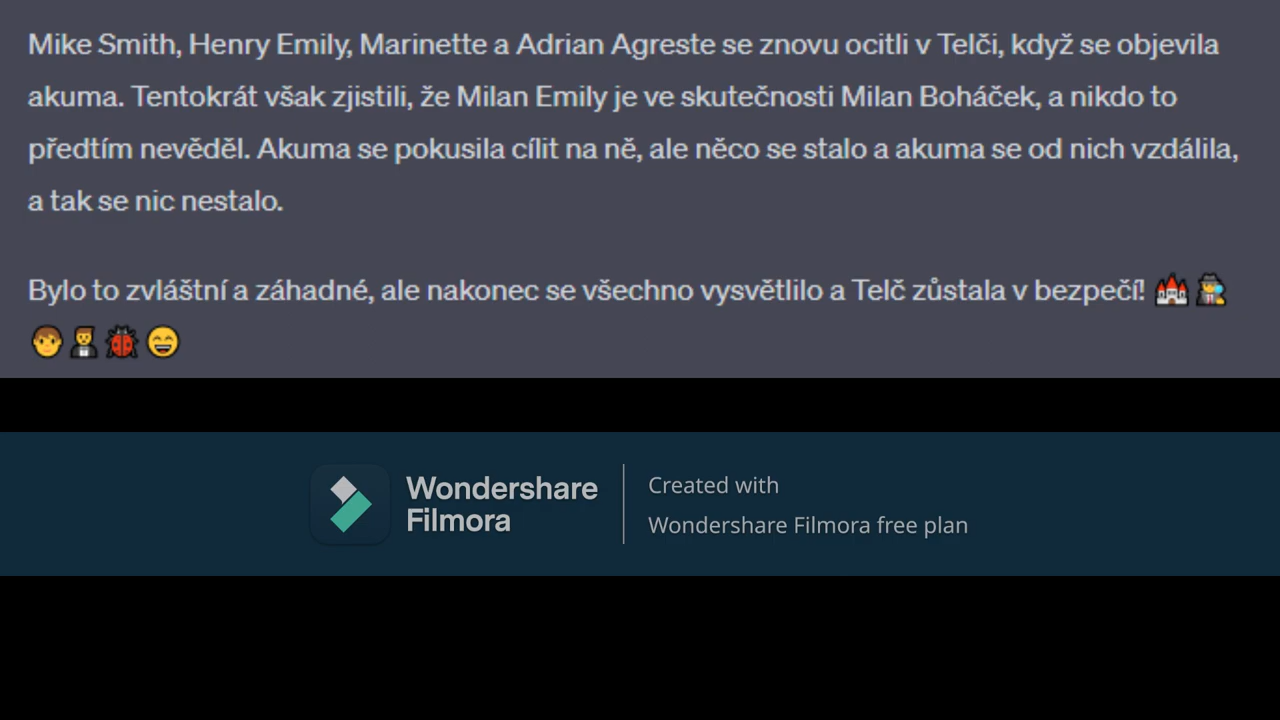 Mike Smith, Henry Emily, Marinette a Adrian Agreste se znovu ocitli v Telči, když se objevila
akuma. Tentokrát však zjistili, že Milan Emily je ve skutečnosti Milan Boháček, a nikdo to
předtím nevěděl. Akuma se pokusila cílit na ně, ale něco se stalo a akuma se od nich vzdálila,
a tak se nic nestalo.
Bylo to zvláštní a záhadné, ale nakonec se všechno vysvětlilo a Telč zůstala v bezpečí! 🏰🕵️
👦🤵🐞😄
Wondershare
Filmora
Created with
Wondershare Filmora free plan